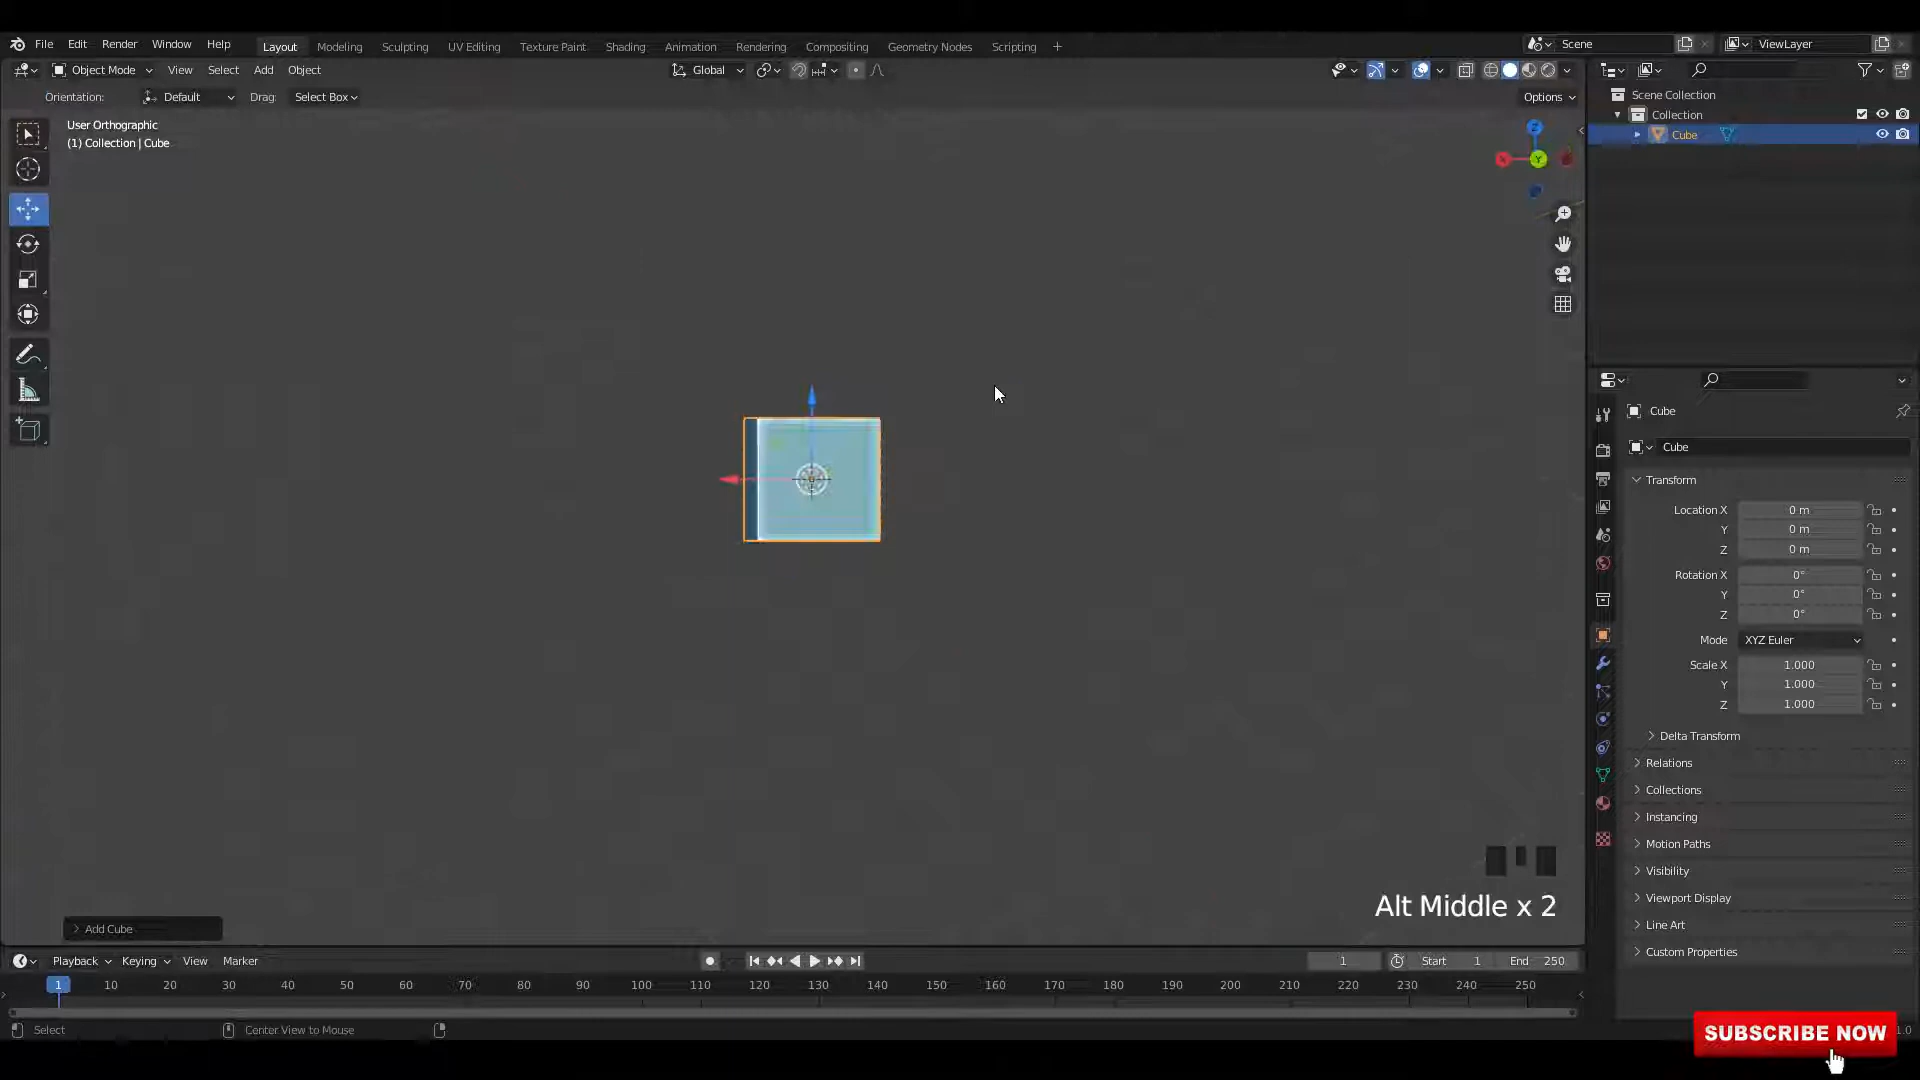 File Edit Render Window Help Layout Modeling Sculpting UV Editing Texture Paint Shading Animation Rendering Compositing Geometry Nodes Scripting + Scene ViewLayer
Object Mode View Select Add Object Global
Orientation: Default Drag: Select Box Options
User Orthographic
(1) Collection | Cube
Z
X
Y
Scene Collection
Collection
Cube
Cube
Cube
Transform
Location X 0 m
Y 0 m
Z 0 m
Rotation X 0°
Y 0°
Z 0°
Mode XYZ Euler
Scale X 1.000
Y 1.000
Z 1.000
Delta Transform
Relations
Collections
Instancing
Motion Paths
Visibility
Viewport Display
Line Art
Custom Properties
Alt Middle x 2
Add Cube
Playback Keying View Marker 1 Start 1 End 250
1 10 20 30 40 50 60 70 80 90 100 110 120 130 140 150 160 170 180 190 200 210 220 230 240 250
Select Center View to Mouse
SUBSCRIBE NOW